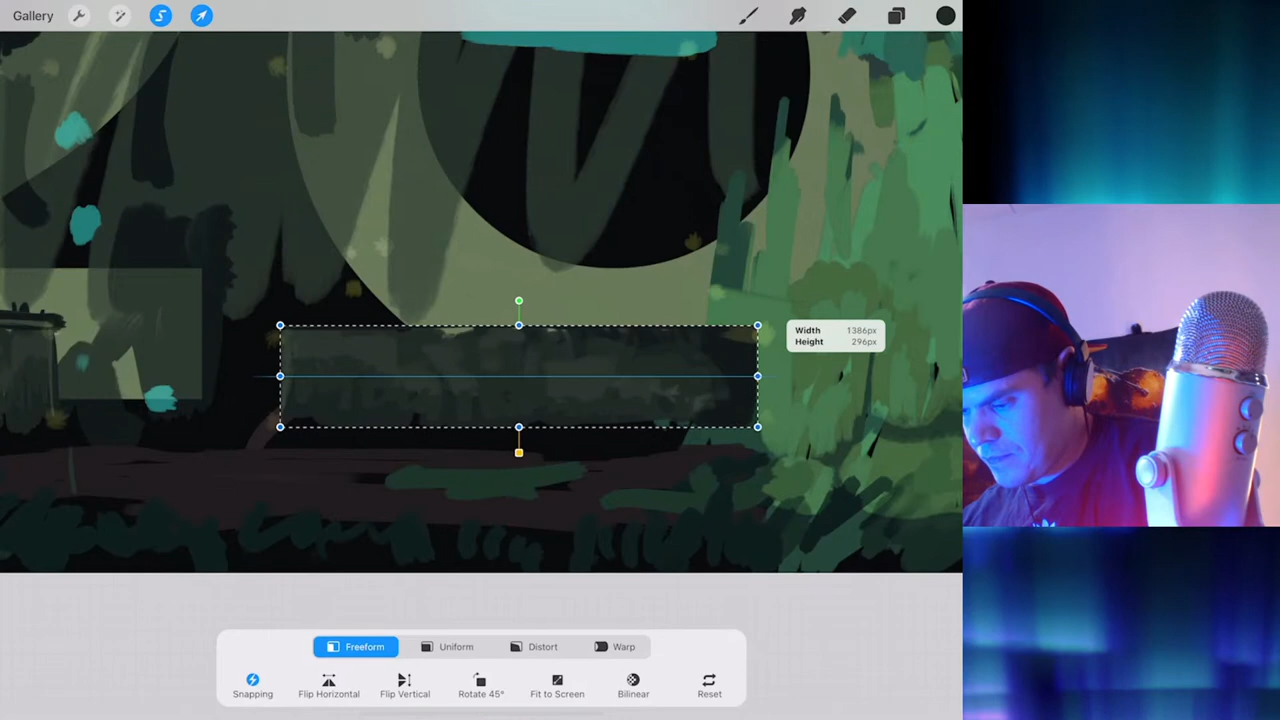 Gallery
Width 1386px
Height 296px
Freeform Uniform Distort Warp
Snapping Flip Horizontal Flip Vertical Rotate 45° Fit to Screen Bilinear Reset